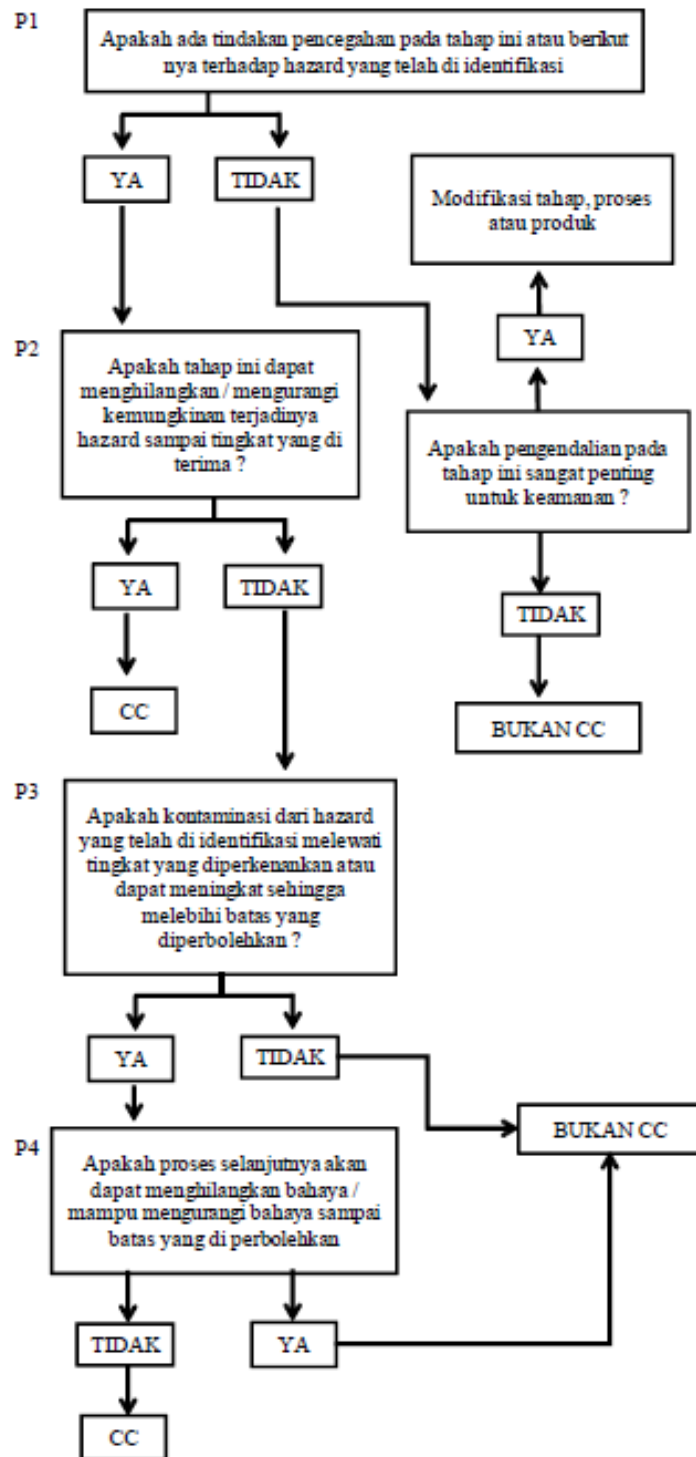 P1
Apakah ada tindakan pencegahan pada tahap ini atau berikut
nya terhadap hazard yang telah di identifikasi
YA
TIDAK
Modifikasi tahap, proses
atau produk
YA
P2
Apakah tahap ini dapat
menghilangkan / mengurangi
kemungkinan terjadinya
hazard sampai tingkat yang di
terima ?
Apakah pengendalian pada
tahap ini sangat penting
untuk keamanan ?
YA
TIDAK
TIDAK
CC
BUKAN CC
P3
Apakah kontaminasi dari hazard
yang telah di identifikasi melewati
tingkat yang diperkenankan atau
dapat meningkat sehingga
melebihi batas yang
diperbolehkan ?
YA
TIDAK
BUKAN CC
P4
Apakah proses selanjutnya akan
dapat menghilangkan bahaya /
mampu mengurangi bahaya sampai
batas yang di perbolehkan
TIDAK
YA
CC